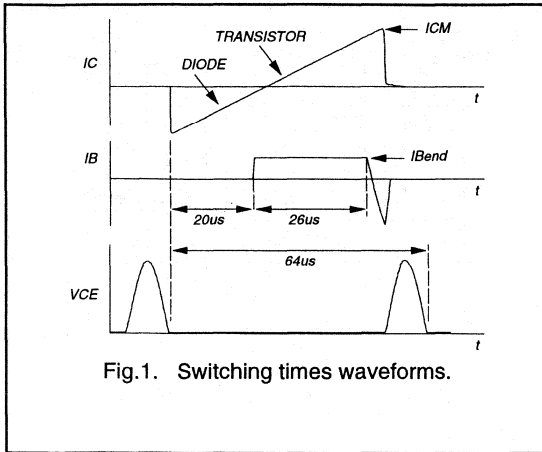 ICM
TRANSISTOR
IC
DIODE
t
IB
IBend
t
20us
26us
64us
VCE
t
Fig.1. Switching times waveforms.